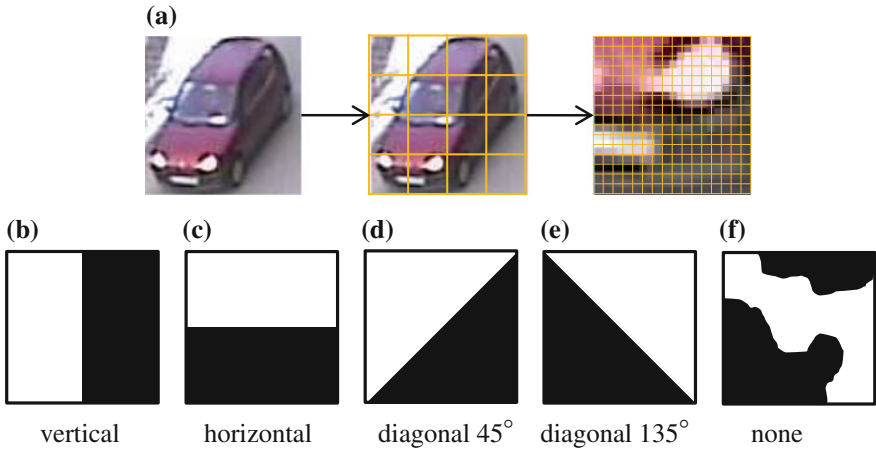 (a)
(b) (c) (d) (e) (f)
vertical horizontal diagonal 45° diagonal 135° none